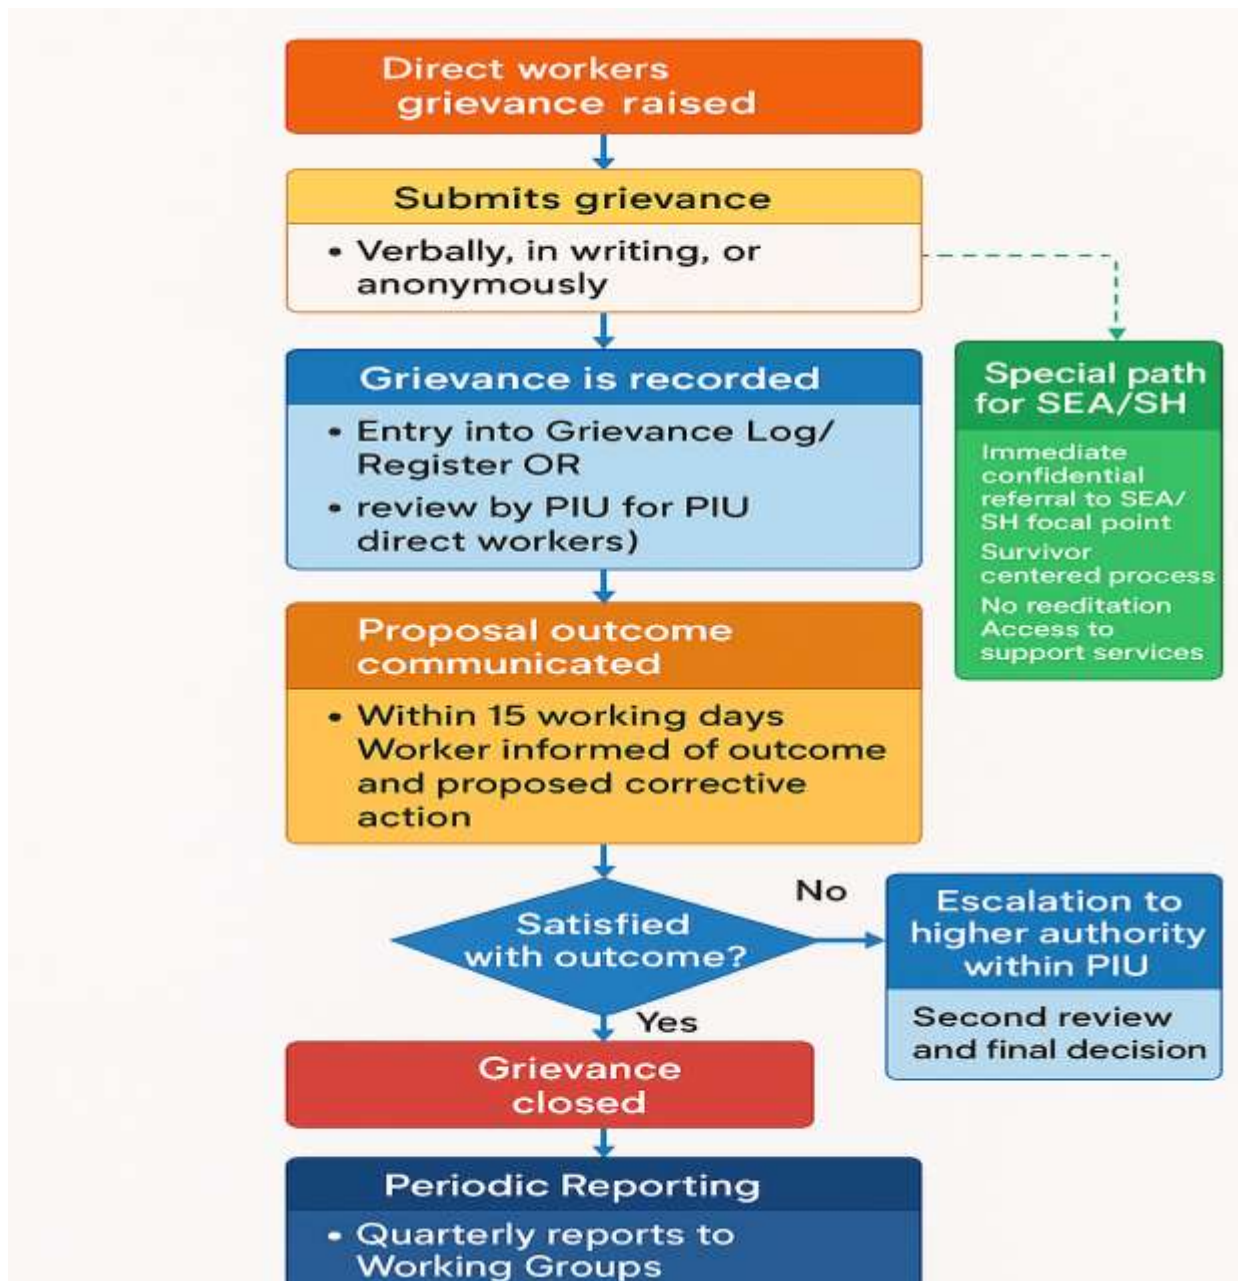 Direct workers
grievance raised
Submits grievance
• Verbally, in writing, or
anonymously
Grievance is recorded
• Entry into Grievance Log/
Register OR
• review by PIU for PIU
direct workers)
Special path
for SEA/SH
Immediate
confidential
referral to SEA/
SH focal point
Survivor
centered process
No reeditation
Access to
support services
Proposal outcome
communicated
• Within 15 working days
Worker informed of outcome
and proposed corrective
action
Satisfied
with outcome?
No
Escalation to
higher authority
within PIU
Second review
and final decision
Yes
Grievance
closed
Periodic Reporting
• Quarterly reports to
Working Groups